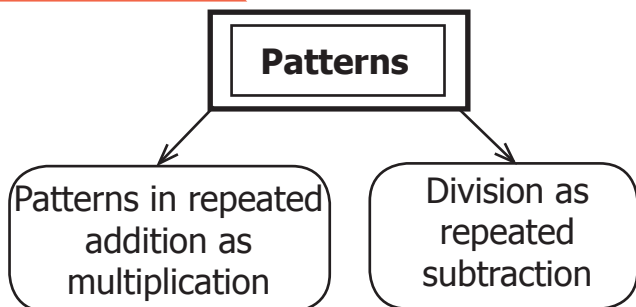 Patterns
Patterns in repeated
addition as
multiplication
Division as
repeated
subtraction